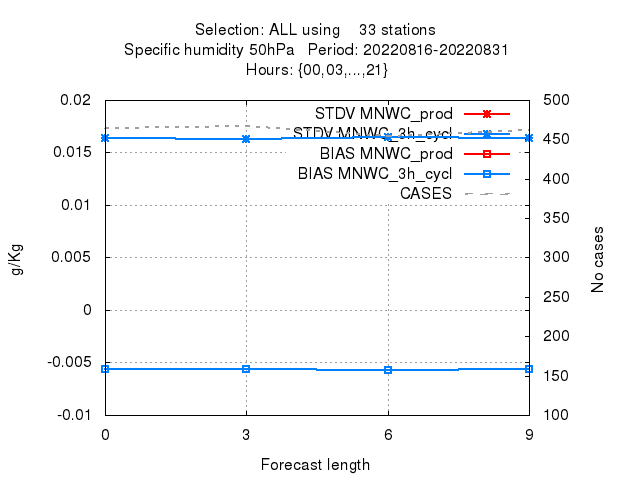 Selection: ALL using    33 stations
Specific humidity 50hPa   Period: 20220816-20220831
Hours: {00,03,...,21}
0.02
0.015
0.01
0.005
0
-0.005
-0.01
g/Kg
STDV MNWC_prod
STDV MNWC_3h_cycl
BIAS MNWC_prod
BIAS MNWC_3h_cycl
CASES
500
450
400
350
300
250
200
150
100
No cases
0 3 6 9
Forecast length